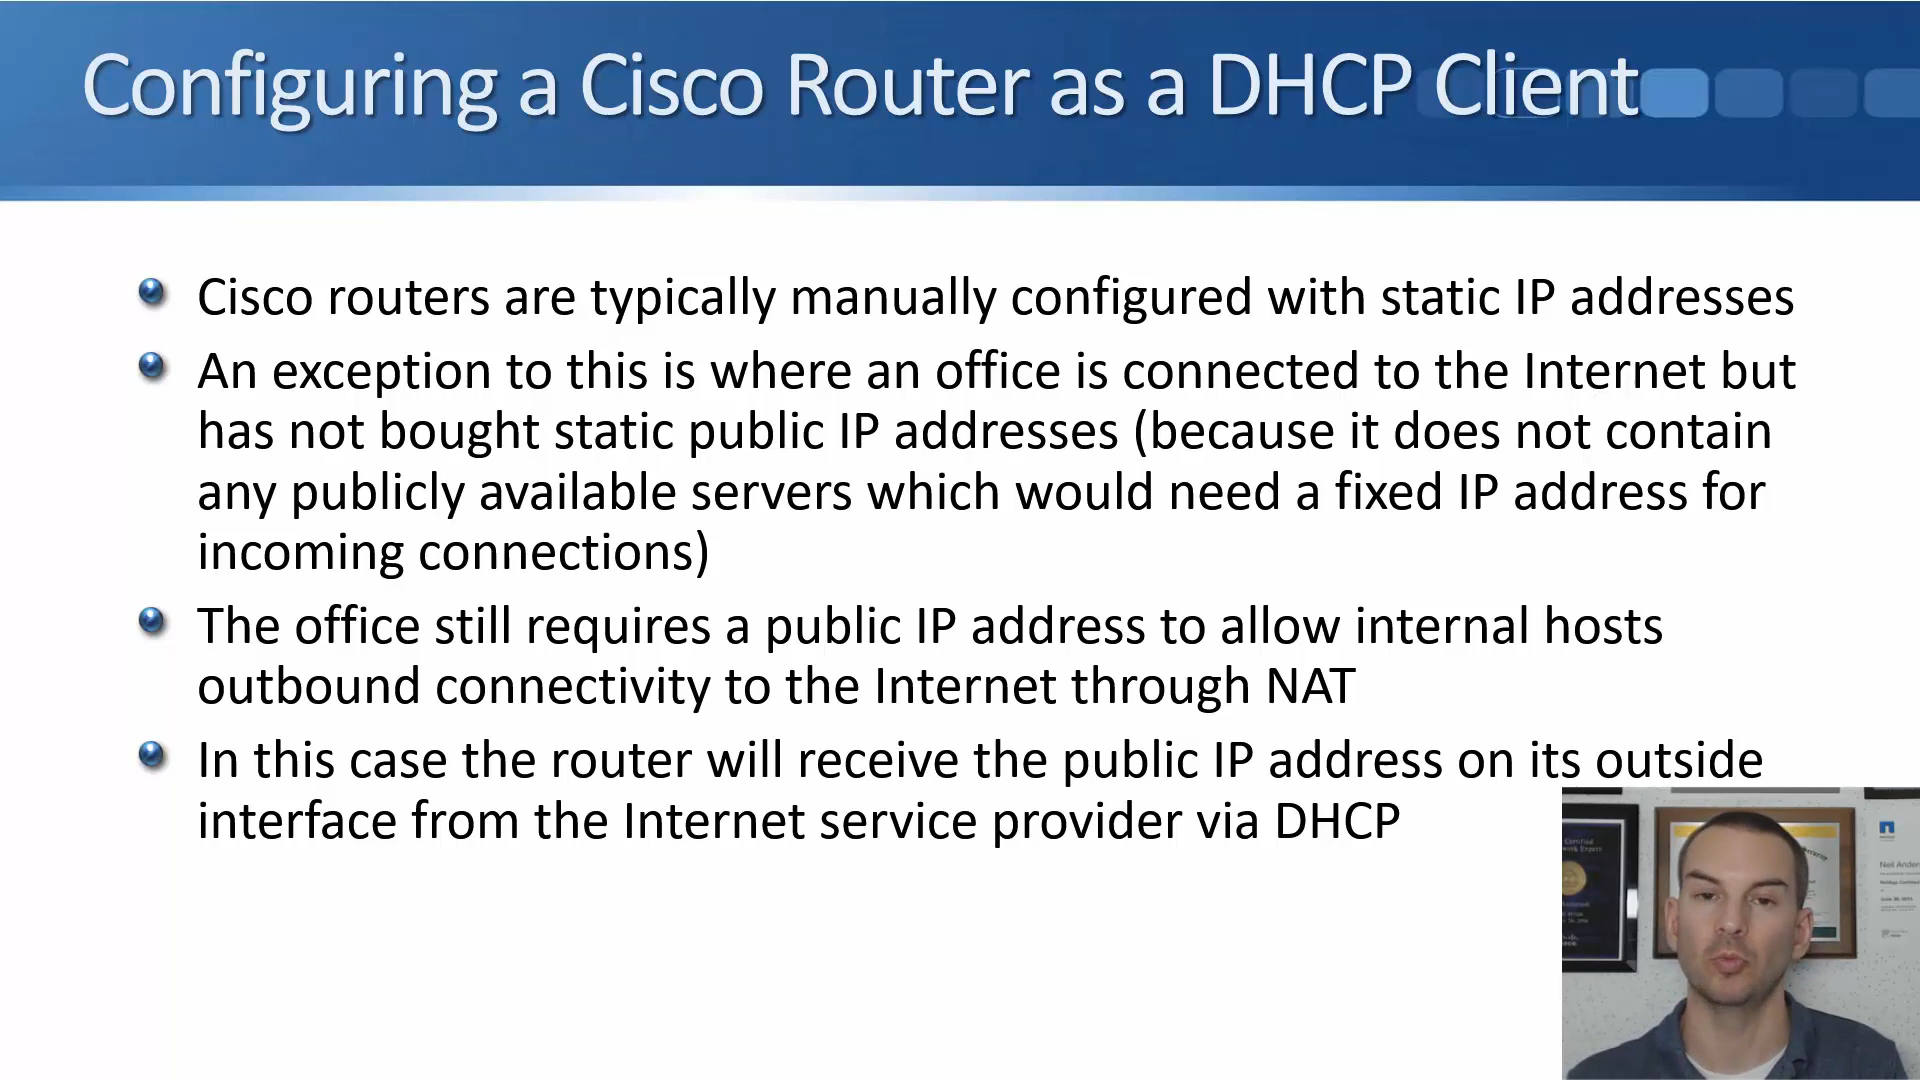 Configuring a Cisco Router as a DHCP Client
Cisco routers are typically manually configured with static IP addresses
An exception to this is where an office is connected to the Internet but
has not bought static public IP addresses (because it does not contain
any publicly available servers which would need a fixed IP address for
incoming connections)
The office still requires a public IP address to allow internal hosts
outbound connectivity to the Internet through NAT
In this case the router will receive the public IP address on its outside
interface from the Internet service provider via DHCP
Neil Ander